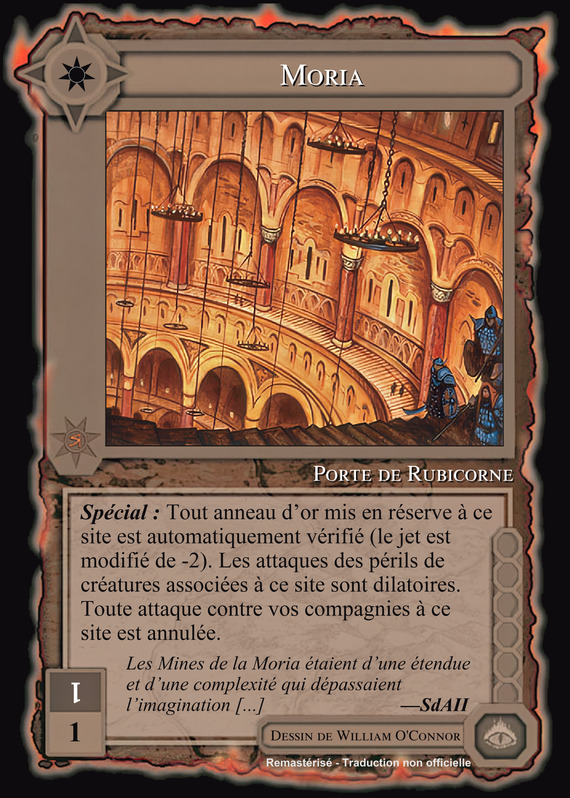 MORIA
PORTE DE RUBICORNE
Spécial : Tout anneau d'or mis en réserve à ce
site est automatiquement vérifié (le jet est
modifié de -2). Les attaques des périls de
créatures associées à ce site sont dilatoires.
Toute attaque contre vos compagnies à ce
site est annulée.
Les Mines de la Moria étaient d'une étendue
et d'une complexité qui dépassaient
l'imagination [...] —SdAII
1
1
DESSIN DE WILLIAM O'CONNOR
Remastérisé - Traduction non officielle